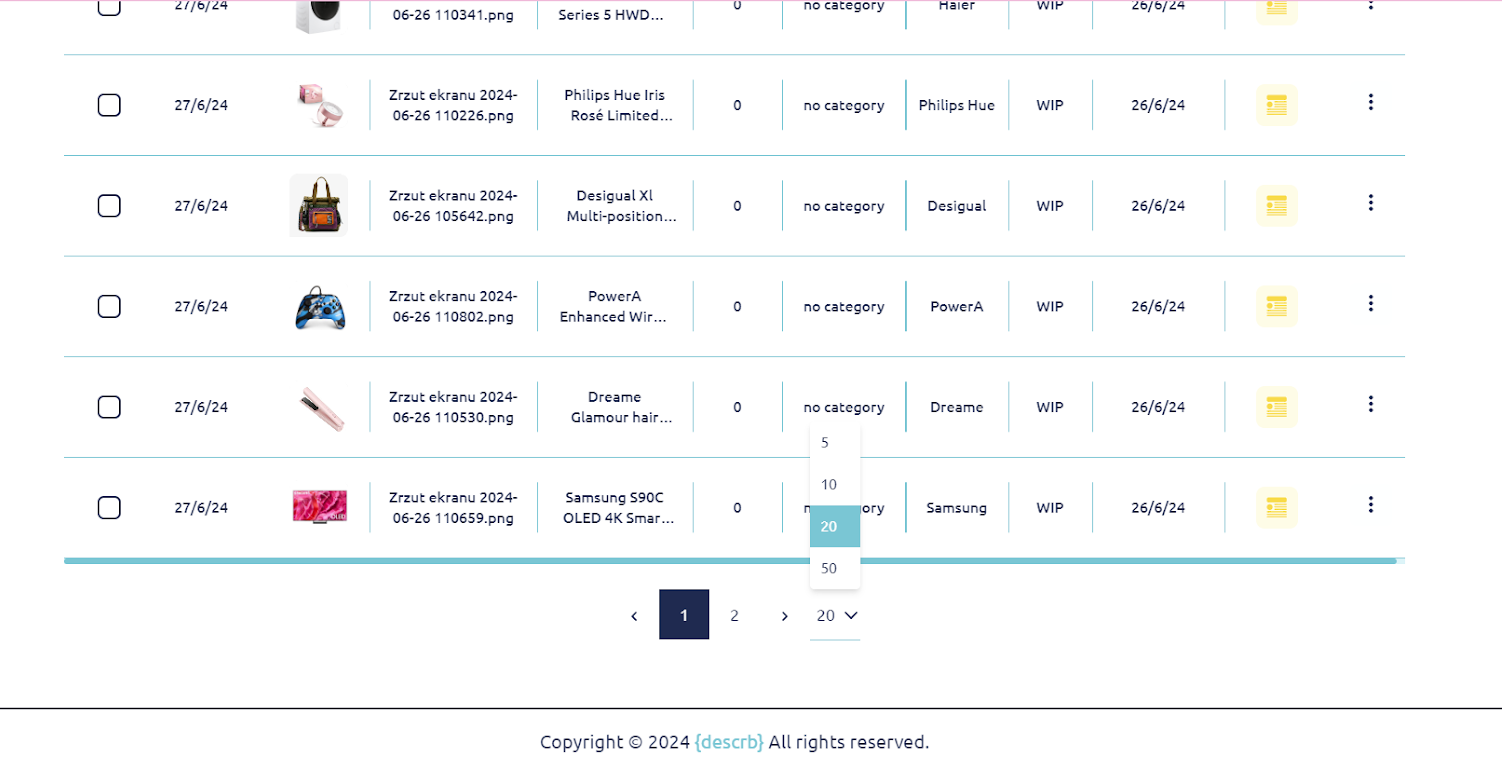 27/6/24
06-26 110341.png
Series 5 HWD...
0
no category
Haier
WIP
26/6/24
27/6/24
Zrzut ekranu 2024-
06-26 110226.png
Philips Hue Iris
Rosé Limited...
0
no category
Philips Hue
WIP
26/6/24
27/6/24
Zrzut ekranu 2024-
06-26 105642.png
Desigual Xl
Multi-position...
0
no category
Desigual
WIP
26/6/24
27/6/24
Zrzut ekranu 2024-
06-26 110802.png
PowerA
Enhanced Wir...
0
no category
PowerA
WIP
26/6/24
27/6/24
Zrzut ekranu 2024-
06-26 110530.png
Dreame
Glamour hair...
0
no category
Dreame
WIP
26/6/24
27/6/24
Zrzut ekranu 2024-
06-26 110659.png
Samsung S90C
OLED 4K Smar...
0
Samsung
WIP
26/6/24
5
10
20
50
1
2
20
Copyright © 2024 {descrb} All rights reserved.